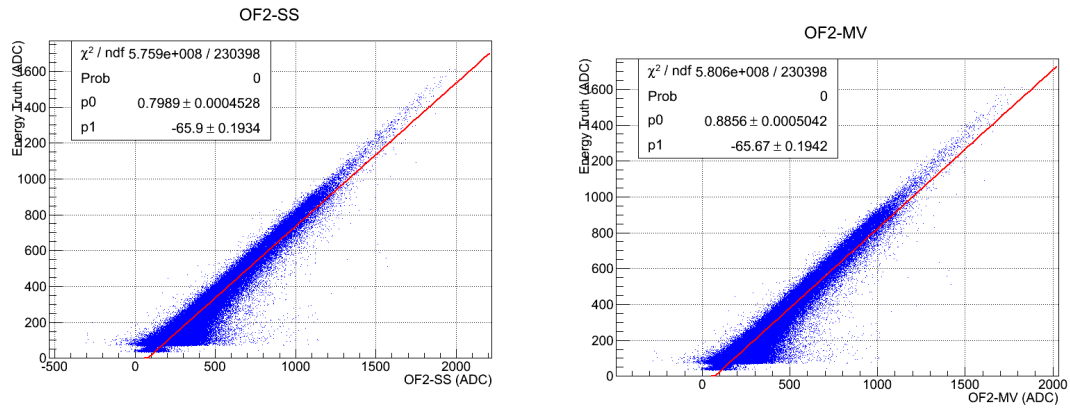 OF2-SS
χ² / ndf 5.759e+008 / 230398
Prob 0
p0 0.7989 ± 0.0004528
p1 -65.9 ± 0.1934
Energy Truth (ADC)
1600
1400
1200
1000
800
600
400
200
0
-500 0 500 1000 1500 2000
OF2-SS (ADC)
OF2-MV
χ² / ndf 5.806e+008 / 230398
Prob 0
p0 0.8856 ± 0.0005042
p1 -65.67 ± 0.1942
Energy Truth (ADC)
1600
1400
1200
1000
800
600
400
200
0
0 500 1000 1500 2000
OF2-MV (ADC)